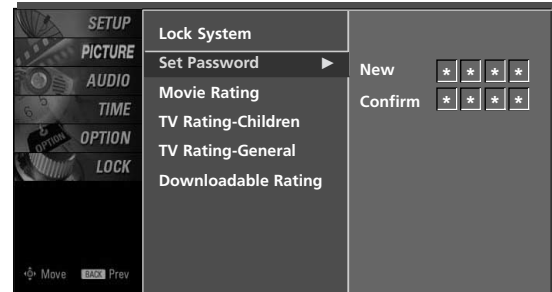 SETUP
PICTURE
AUDIO
TIME
OPTION
LOCK
Move BACK Prev
Lock System
Set Password ►
Movie Rating
TV Rating-Children
TV Rating-General
Downloadable Rating
New * * * *
Confirm * * * *